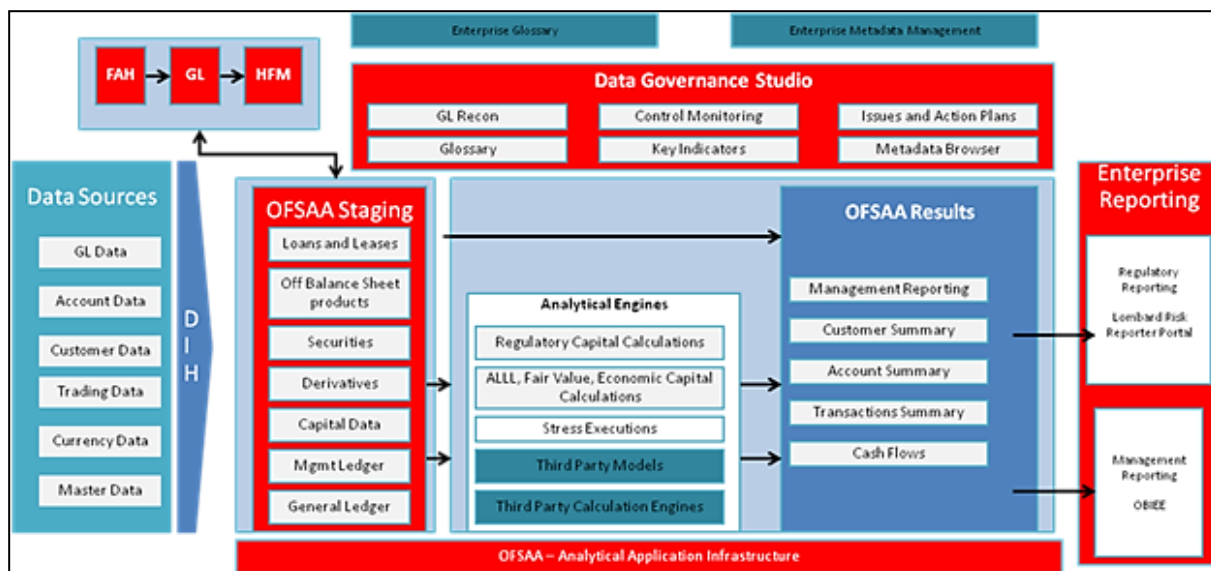 Enterprise Glossary
Enterprise Metadata Management
FAH
GL
HFM
Data Governance Studio
GL Recon
Control Monitoring
Issues and Action Plans
Glossary
Key Indicators
Metadata Browser
Data Sources
GL Data
Account Data
Customer Data
Trading Data
Currency Data
Master Data
D
I
H
OFSAA Staging
Loans and Leases
Off Balance Sheet
products
Securities
Derivatives
Capital Data
Mgmt Ledger
General Ledger
Analytical Engines
Regulatory Capital Calculations
ALLL, Fair Value, Economic Capital
Calculations
Stress Executions
Third Party Models
Third Party Calculation Engines
OFSAA Results
Management Reporting
Customer Summary
Account Summary
Transactions Summary
Cash Flows
Enterprise
Reporting
Regulatory
Reporting
Lombard Risk
Reporter Portal
Management
Reporting
OBIEE
OFSAA – Analytical Application Infrastructure